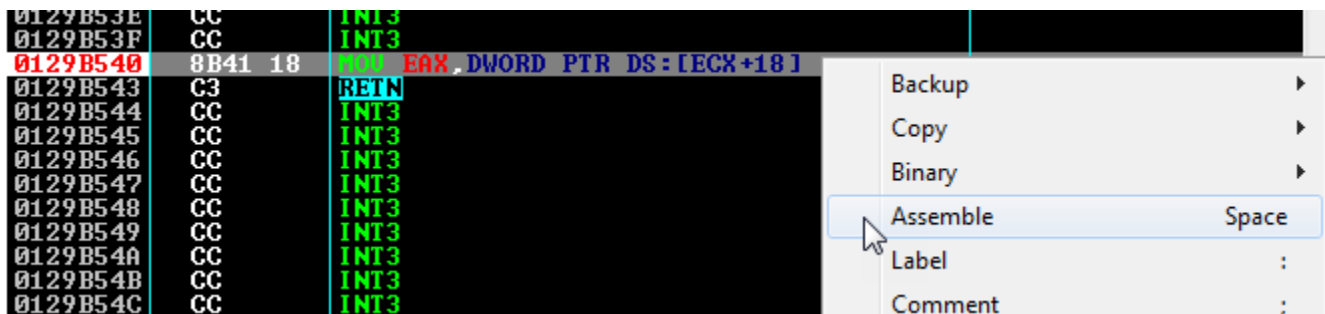 0129B53E CC INT3
0129B53F CC INT3
0129B540 8B41 18 MOV EAX,DWORD PTR DS:[ECX+18]
0129B543 C3 RETN
0129B544 CC INT3
0129B545 CC INT3
0129B546 CC INT3
0129B547 CC INT3
0129B548 CC INT3
0129B549 CC INT3
0129B54A CC INT3
0129B54B CC INT3
0129B54C CC INT3
Backup
Copy
Binary
Assemble Space
Label :
Comment ;